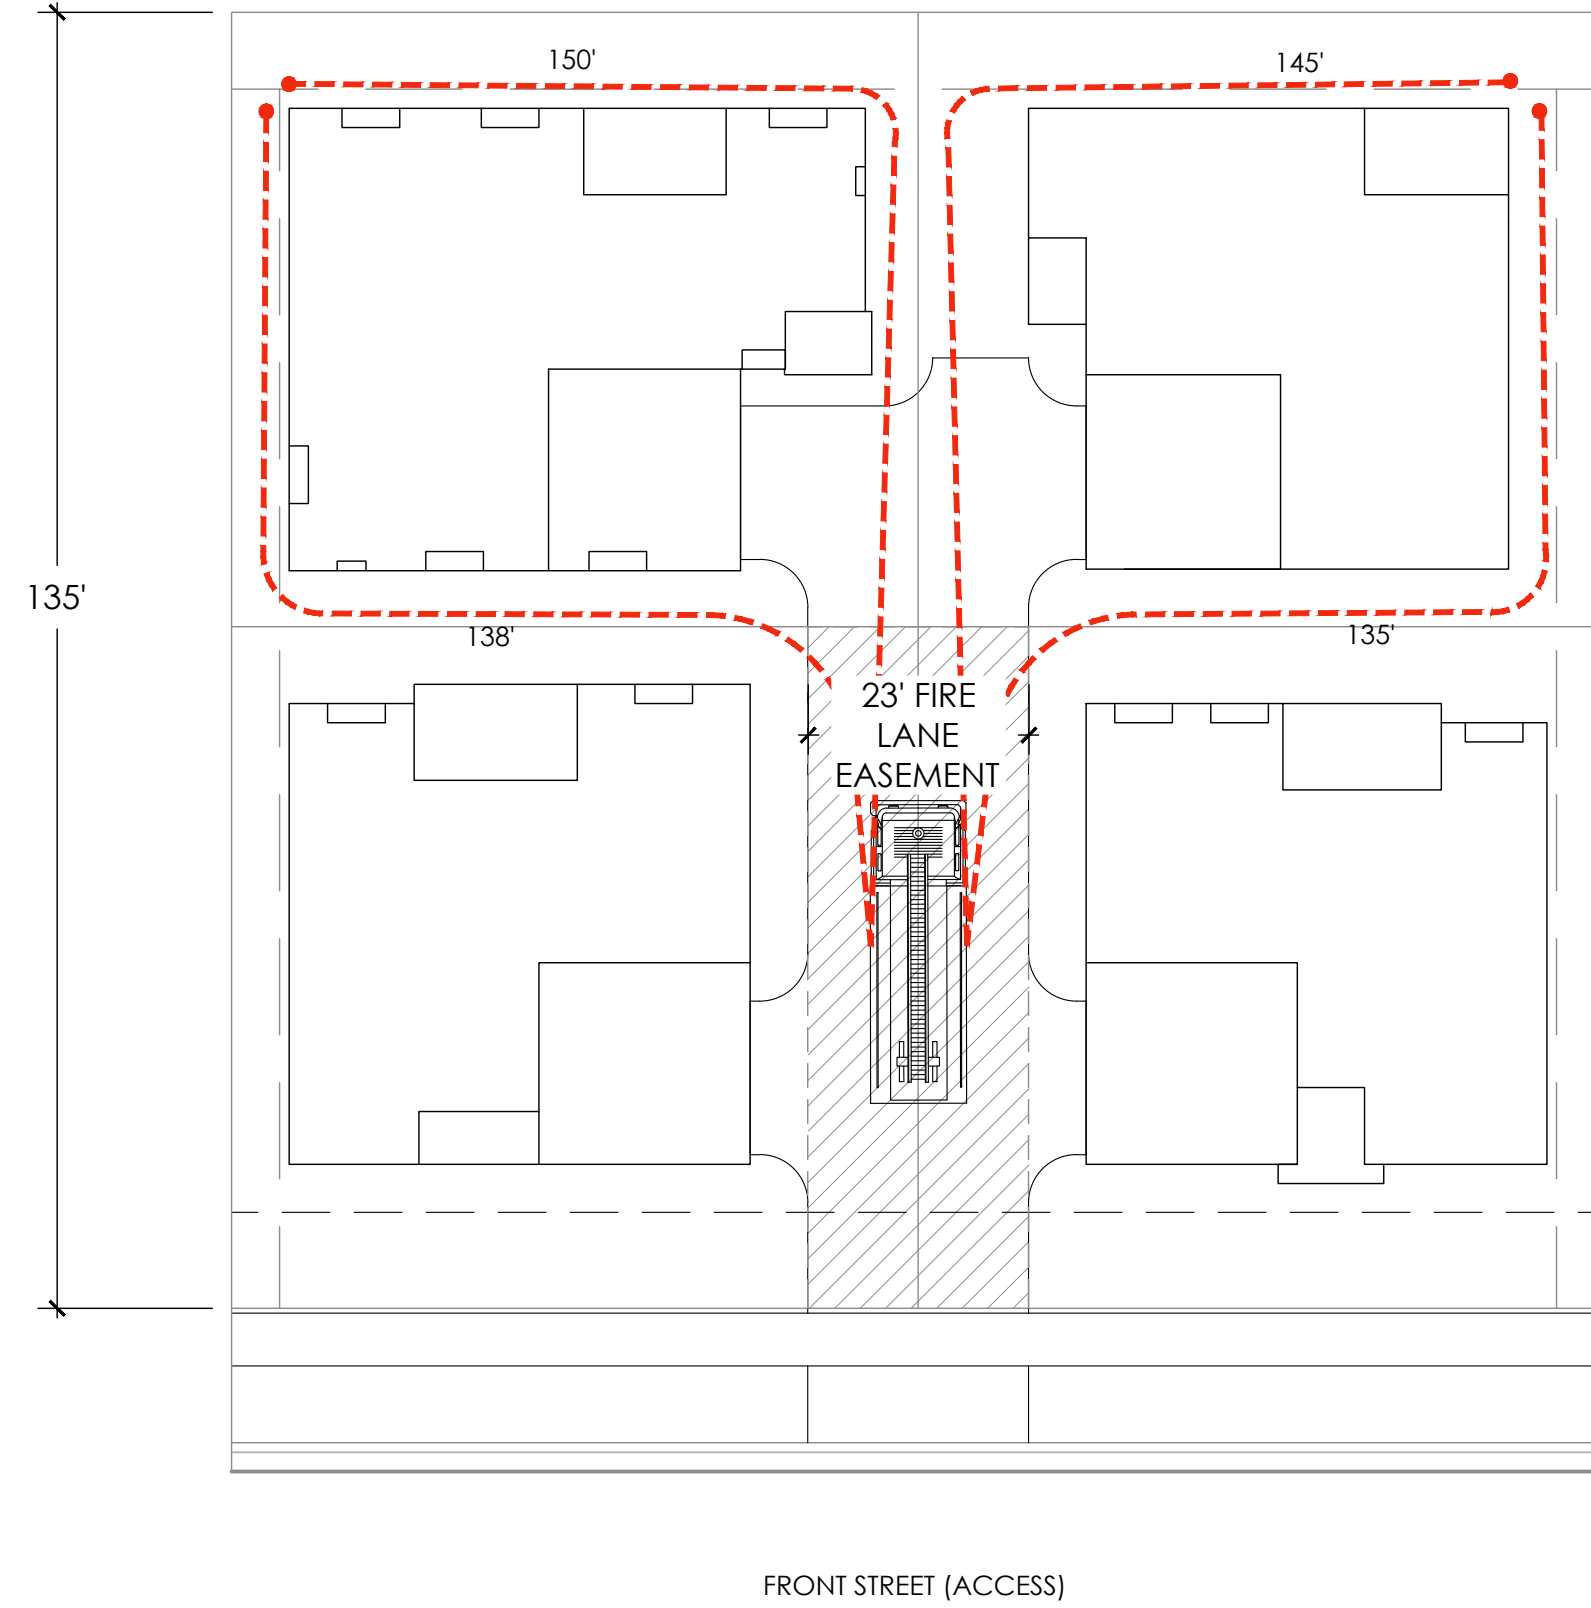 150'
145'
135'
138'
135'
23' FIRE
LANE
EASEMENT
FRONT STREET (ACCESS)